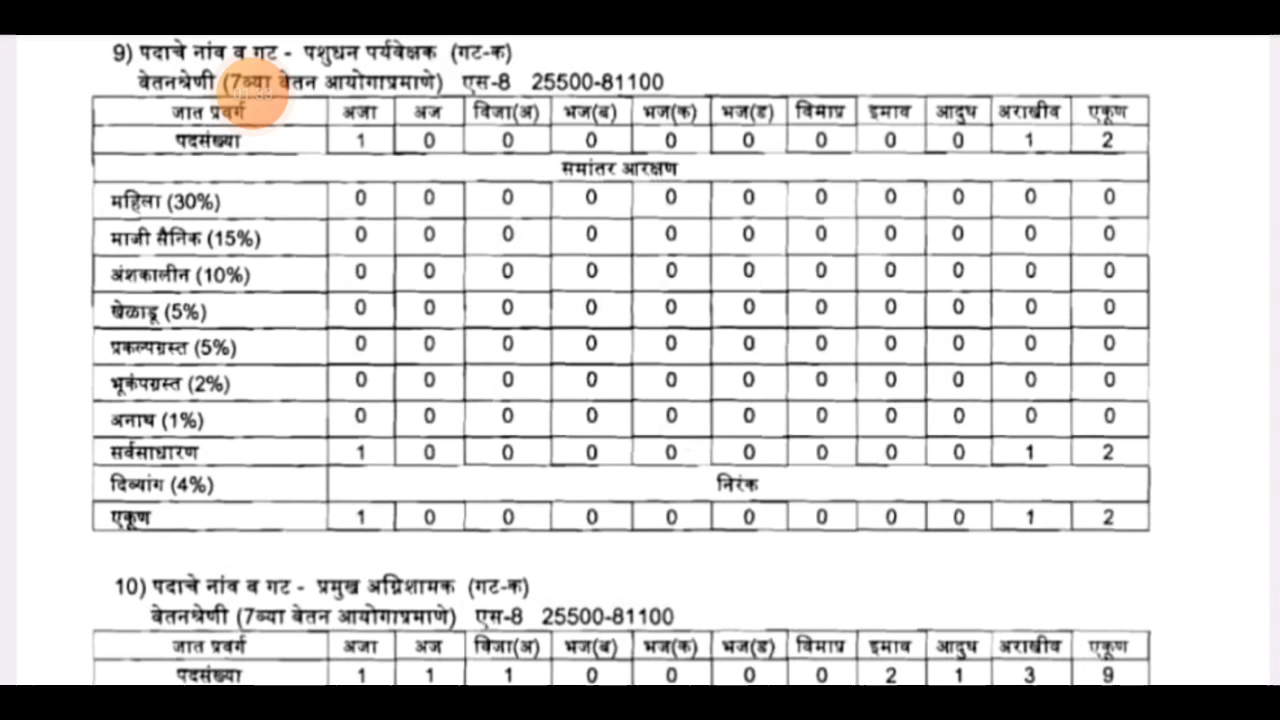 9) पदाचे नांव व गट - पशुधन पर्यवेक्षक (गट-क)
वेतनश्रेणी (7व्या वेतन आयोगाप्रमाणे) एस-8 25500-81100
जात प्रवर्ग अजा अज विजा(अ) भज(ब) भज(क) भज(ड) विमाप्र इमाव आदुघ अराखीव एकूण
पदसंख्या 1 0 0 0 0 0 0 0 0 1 2
समांतर आरक्षण
महिला (30%) 0 0 0 0 0 0 0 0 0 0 0
माजी सैनिक (15%) 0 0 0 0 0 0 0 0 0 0 0
अंशकालीन (10%) 0 0 0 0 0 0 0 0 0 0 0
खेळाडू (5%) 0 0 0 0 0 0 0 0 0 0 0
प्रकल्पग्रस्त (5%) 0 0 0 0 0 0 0 0 0 0 0
भूकंपग्रस्त (2%) 0 0 0 0 0 0 0 0 0 0 0
अनाथ (1%) 0 0 0 0 0 0 0 0 0 0 0
सर्वसाधारण 1 0 0 0 0 0 0 0 0 1 2
दिव्यांग (4%) निरंक
एकूण 1 0 0 0 0 0 0 0 0 1 2
10) पदाचे नांव व गट - प्रमुख अग्निशामक (गट-क)
वेतनश्रेणी (7व्या वेतन आयोगाप्रमाणे) एस-8 25500-81100
जात प्रवर्ग अजा अज विजा(अ) भज(ब) भज(क) भज(ड) विमाप्र इमाव आदुघ अराखीव एकूण
पदसंख्या 1 1 1 0 0 0 0 2 1 3 9